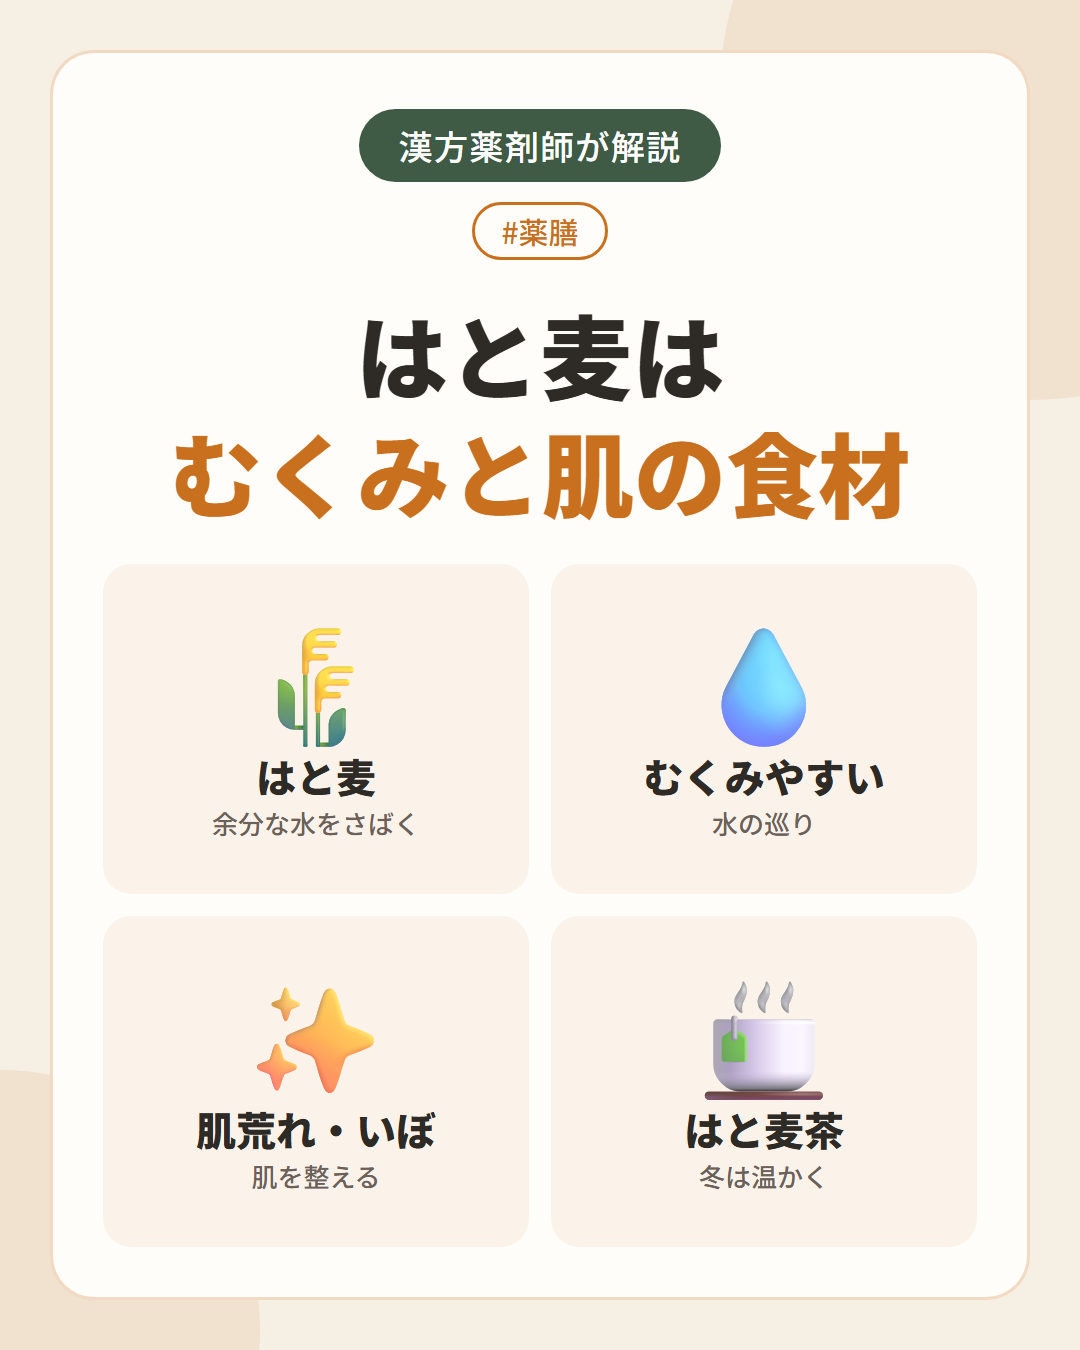 漢方薬剤師が解説
#薬膳
はと麦は
むくみと肌の食材
はと麦
余分な水をさばく
むくみやすい
水の巡り
肌荒れ・いぼ
肌を整える
はと麦茶
冬は温かく